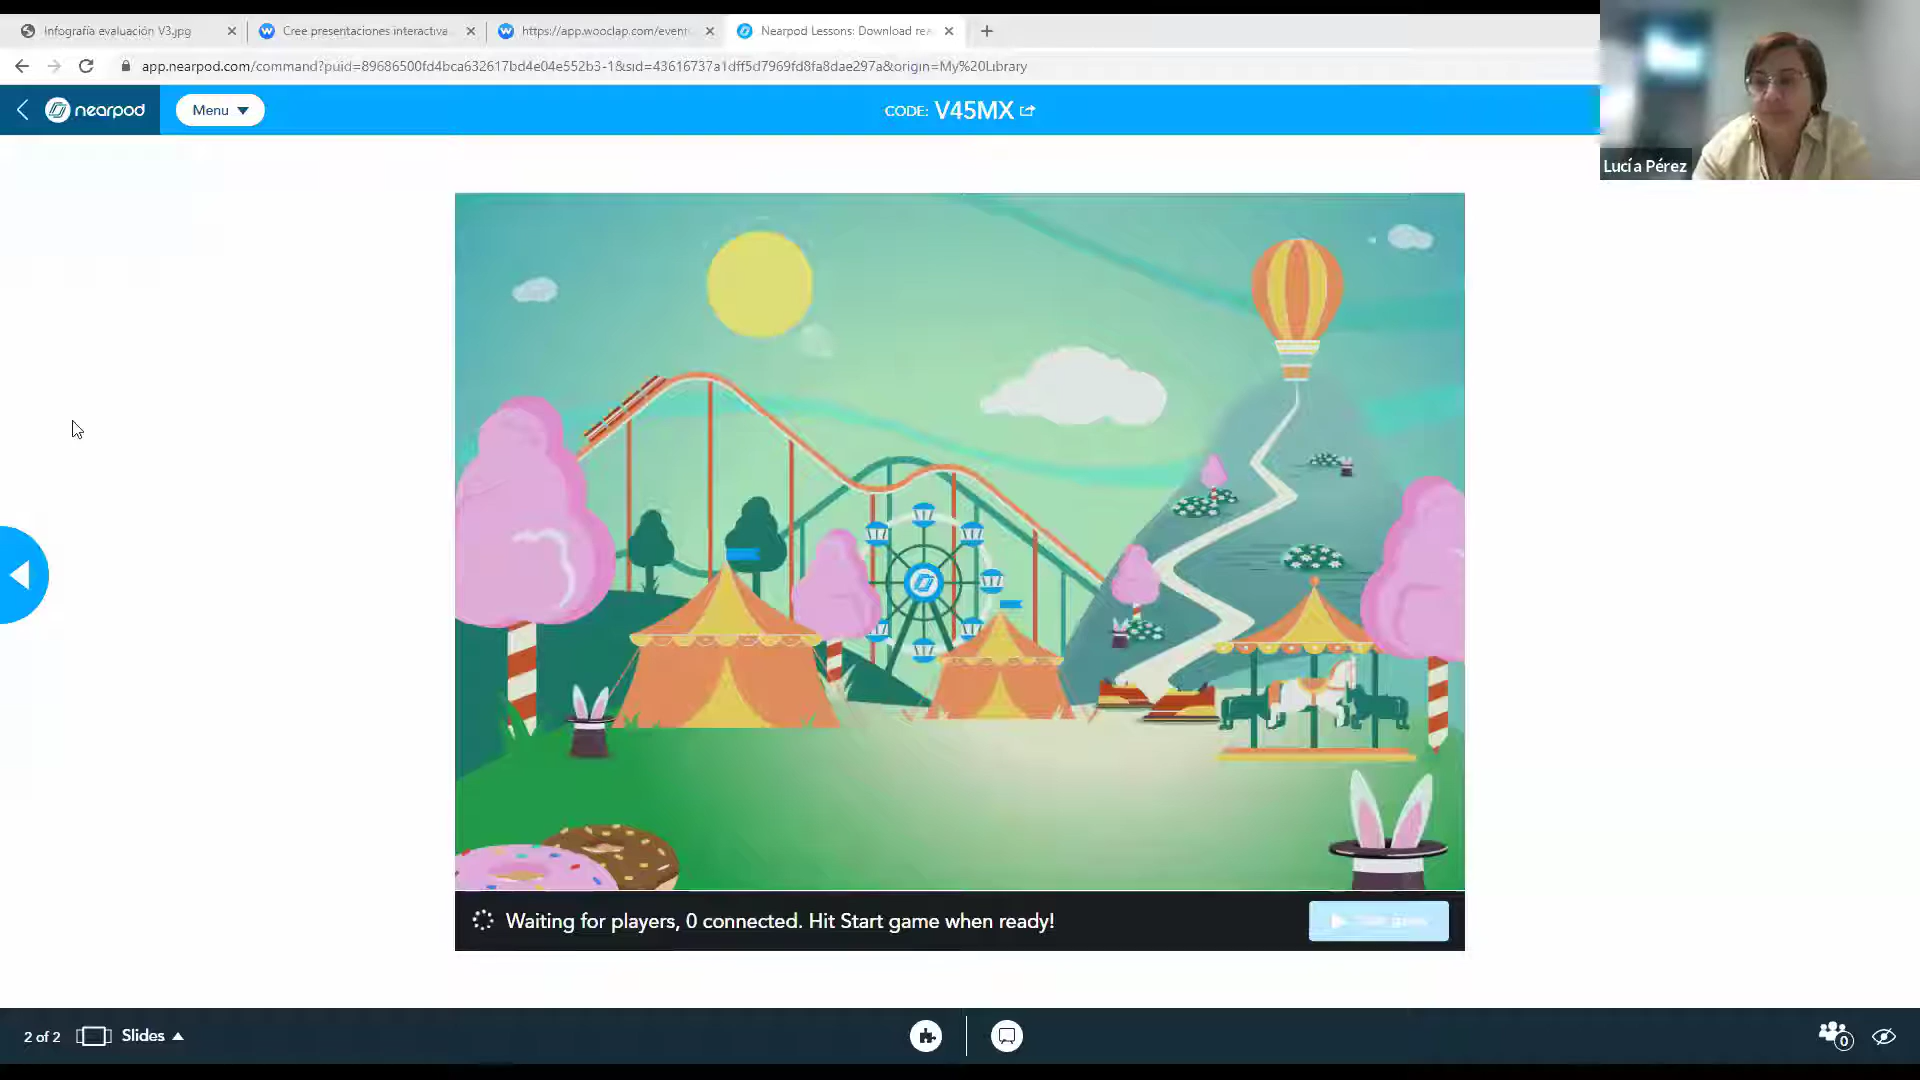 Infografía evaluación V3.jpg
Cree presentaciones interactiva
https://app.wooclap.com/event
Nearpod Lessons: Download rea
app.nearpod.com/command?puid=89686500fd4bca632617bd4e04e552b3-1&sid=43616737a1dff5d7969fd8fa8dae297a&origin=My%20Library
nearpod
Menu
CODE: V45MX
Lucía Pérez
Waiting for players, 0 connected. Hit Start game when ready!
2 of 2
Slides
0